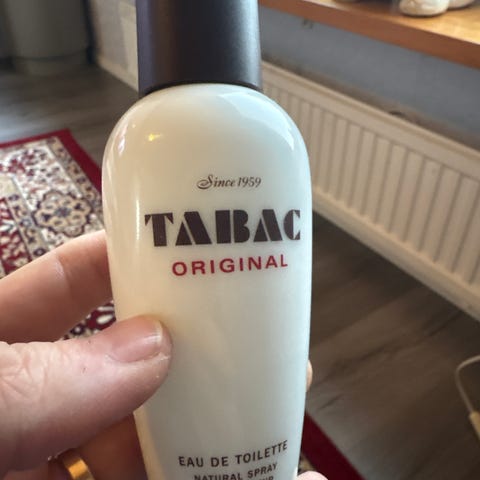 Since 1959
TABAC
ORIGINAL
EAU DE TOILETTE
NATURAL SPRAY